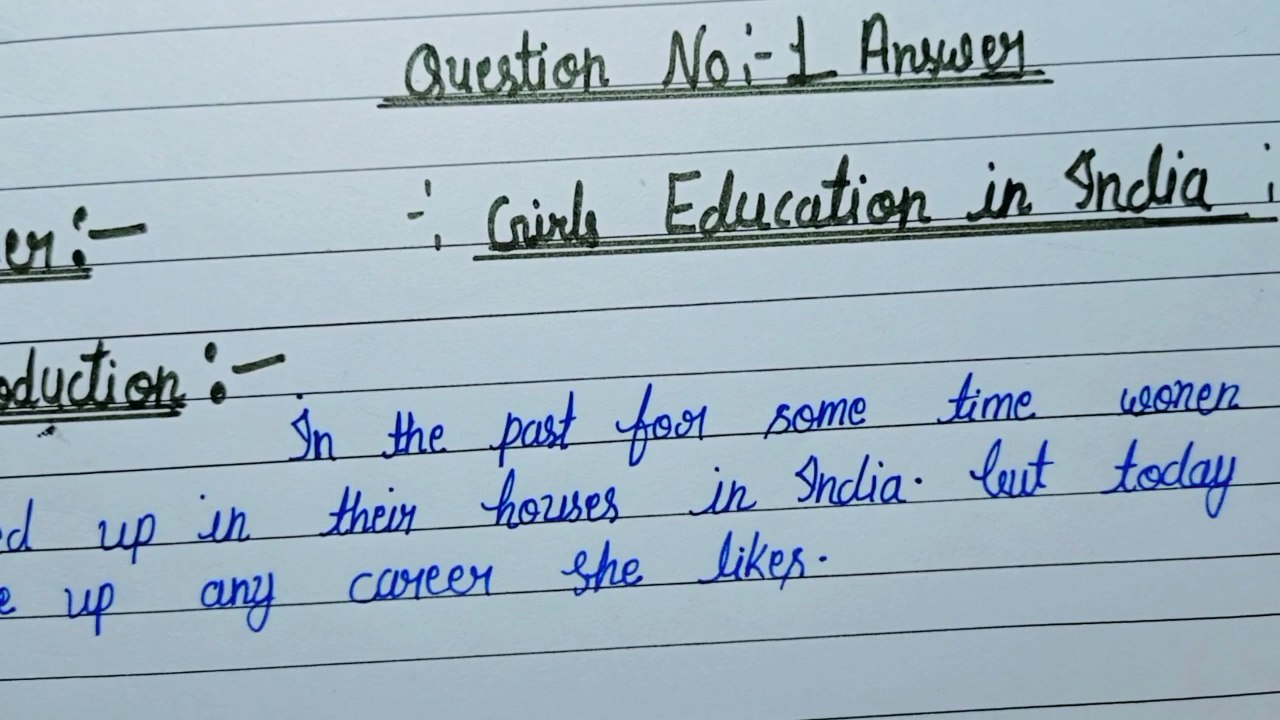 Question No:-1 Answer
er:- -: Girls Education in India :
oduction :-
In the past for some time women
d up in their houses in India. but today
e up any career she likes.